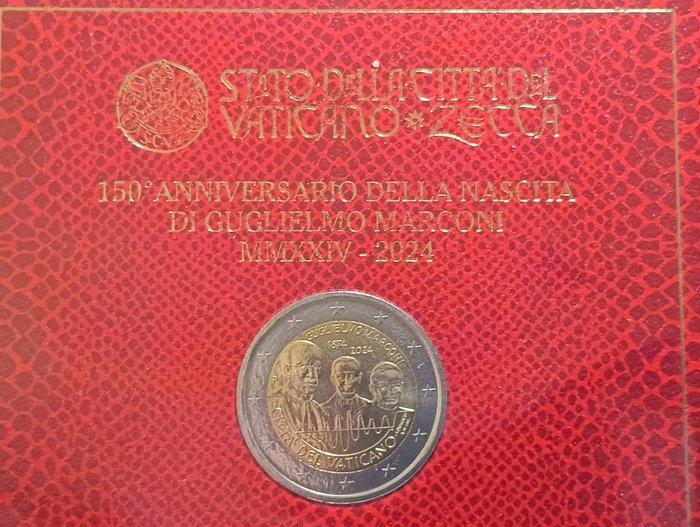 STATO DELLA CITTÀ DEL
VATICANO * ZECCA
150° ANNIVERSARIO DELLA NASCITA
DI GUGLIELMO MARCONI
MMXXIV - 2024
GUGLIELMO MARCONI
1874 2024
CITTÀ DEL VATICANO